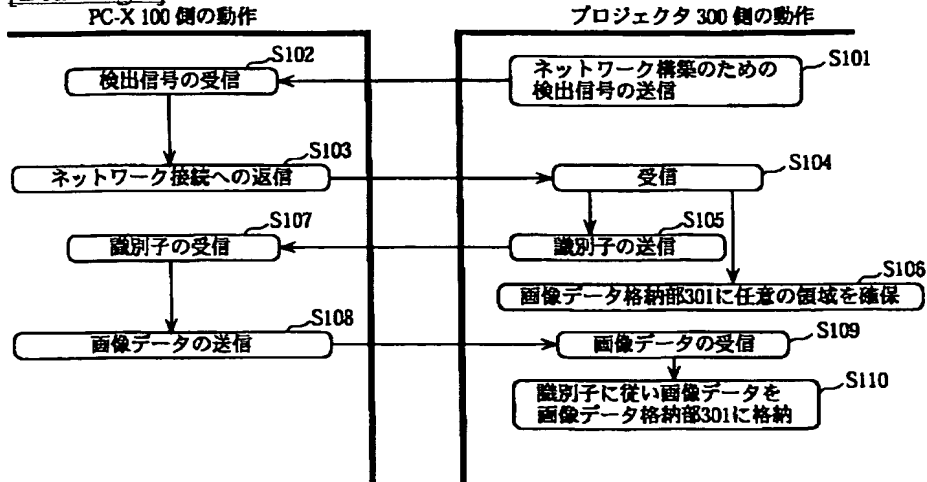 PC-X 100 側の動作
プロジェクタ 300 側の動作
S102
検出信号の受信
S101
ネットワーク構築のための
検出信号の送信
S103
ネットワーク接続への返信
S104
受信
S107
識別子の受信
S105
識別子の送信
S106
画像データ格納部301に任意の領域を確保
S108
画像データの送信
S109
画像データの受信
S110
識別子に従い画像データを
画像データ格納部301に格納